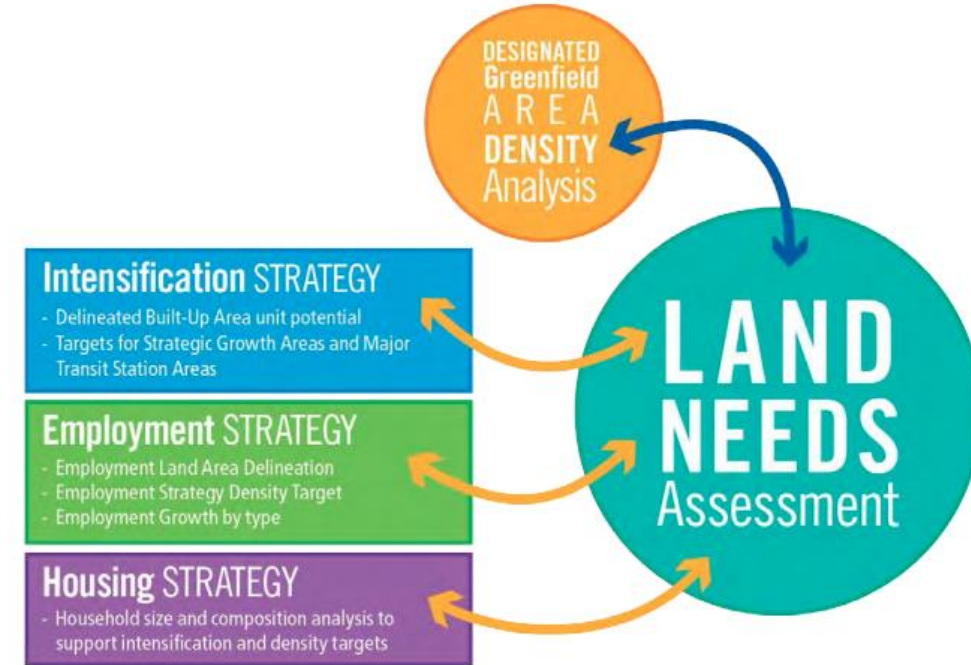 DESIGNATED
Greenfield
AREA
DENSITY
Analysis
Intensification STRATEGY
- Delineated Built-Up Area unit potential
- Targets for Strategic Growth Areas and Major
Transit Station Areas
Employment STRATEGY
- Employment Land Area Delineation
- Employment Strategy Density Target
- Employment Growth by type
Housing STRATEGY
- Household size and composition analysis to
support intensification and density targets
LAND
NEEDS
Assessment